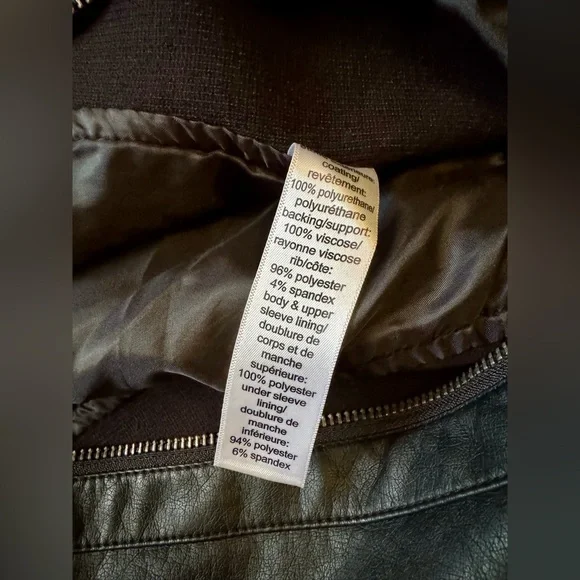 coating/
revêtement:
100% polyurethane/
polyuréthane
backing/support:
100% viscose/
rayonne viscose
rib/côte:
96% polyester
4% spandex
body & upper
sleeve lining/
doublure de
corps et de
manche
supérieure:
100% polyester
under sleeve
lining/
doublure de
manche
inférieure:
94% polyester
6% spandex